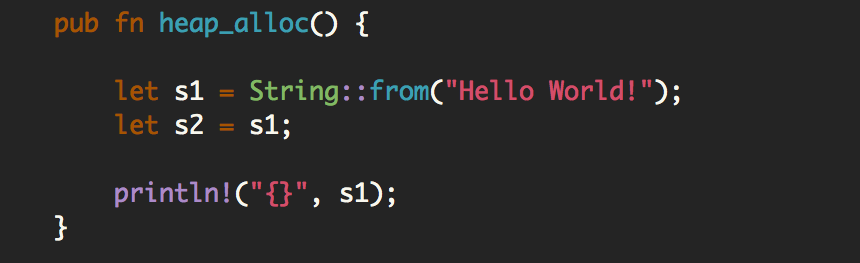 pub fn heap_alloc() {
    let s1 = String::from("Hello World!");
    let s2 = s1;
    println!("{}", s1);
}